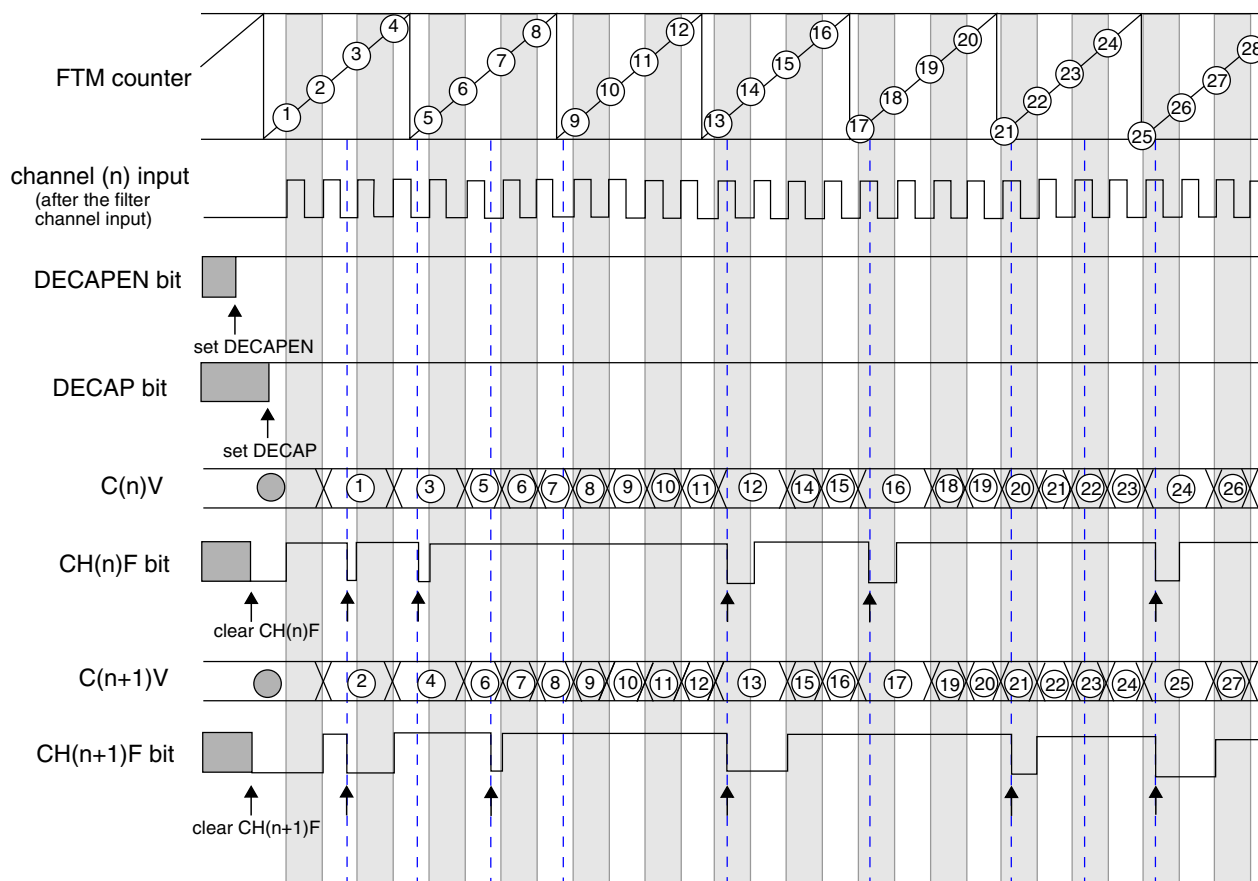 4 8 12 16 20 24 28
3 7 11 15 19 23 27
FTM counter
2 6 10 14 18 22 26
1 5 9 13 17 21 25
channel (n) input
(after the filter
channel input)
DECAPEN bit
set DECAPEN
DECAP bit
set DECAP
C(n)V 1 3 5 6 7 8 9 10 11 12 14 15 16 18 19 20 21 22 23 24 26
CH(n)F bit
clear CH(n)F
C(n+1)V 2 4 6 7 8 9 10 11 12 13 15 16 17 19 20 21 22 23 24 25 27
CH(n+1)F bit
clear CH(n+1)F